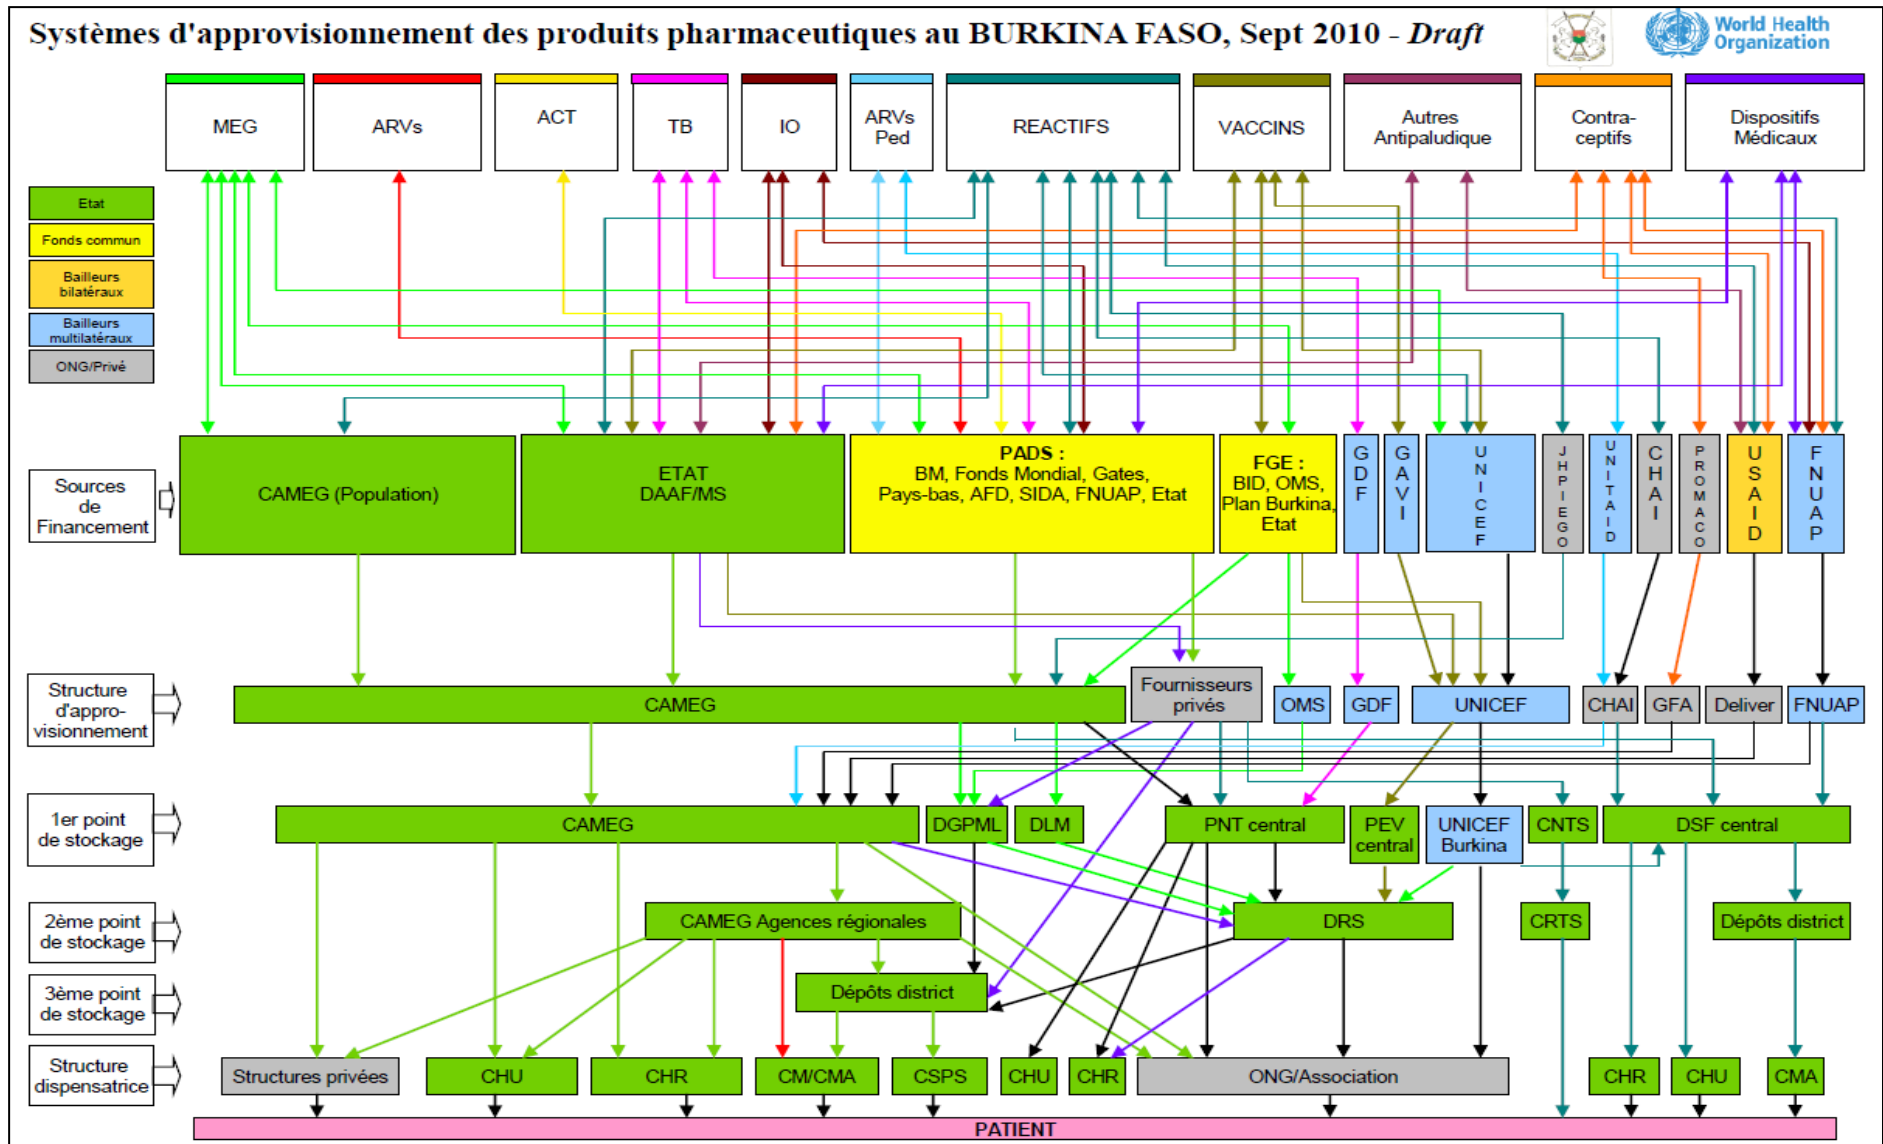 Systèmes d'approvisionnement des produits pharmaceutiques au BURKINA FASO, Sept 2010 - Draft
World Health
Organization
MEG
ARVs
ACT
TB
IO
ARVs
Ped
REACTIFS
VACCINS
Autres
Antipaludique
Contra-
ceptifs
Dispositifs
Médicaux
Etat
Fonds commun
Bailleurs
bilatéraux
Bailleurs
multilatéraux
ONG/Privé
Sources
de
Financement
CAMEG (Population)
ETAT
DAAF/MS
PADS :
BM, Fonds Mondial, Gates,
Pays-bas, AFD, SIDA, FNUAP, Etat
FGE :
BID, OMS,
Plan Burkina,
Etat
GDF
GAVI
UNICEF
JHPIEGO
UNITAID
CHAI
PROMACO
USAID
FNUAP
Structure
d'appro-
visionnement
CAMEG
Fournisseurs
privés
OMS
GDF
UNICEF
CHAI
GFA
Deliver
FNUAP
1er point
de stockage
CAMEG
DGPML
DLM
PNT central
PEV
central
UNICEF
Burkina
CNTS
DSF central
2ème point
de stockage
CAMEG Agences régionales
DRS
CRTS
Dépôts district
3ème point
de stockage
Dépôts district
Structure
dispensatrice
Structures privées
CHU
CHR
CM/CMA
CSPS
CHU
CHR
ONG/Association
CHR
CHU
CMA
PATIENT